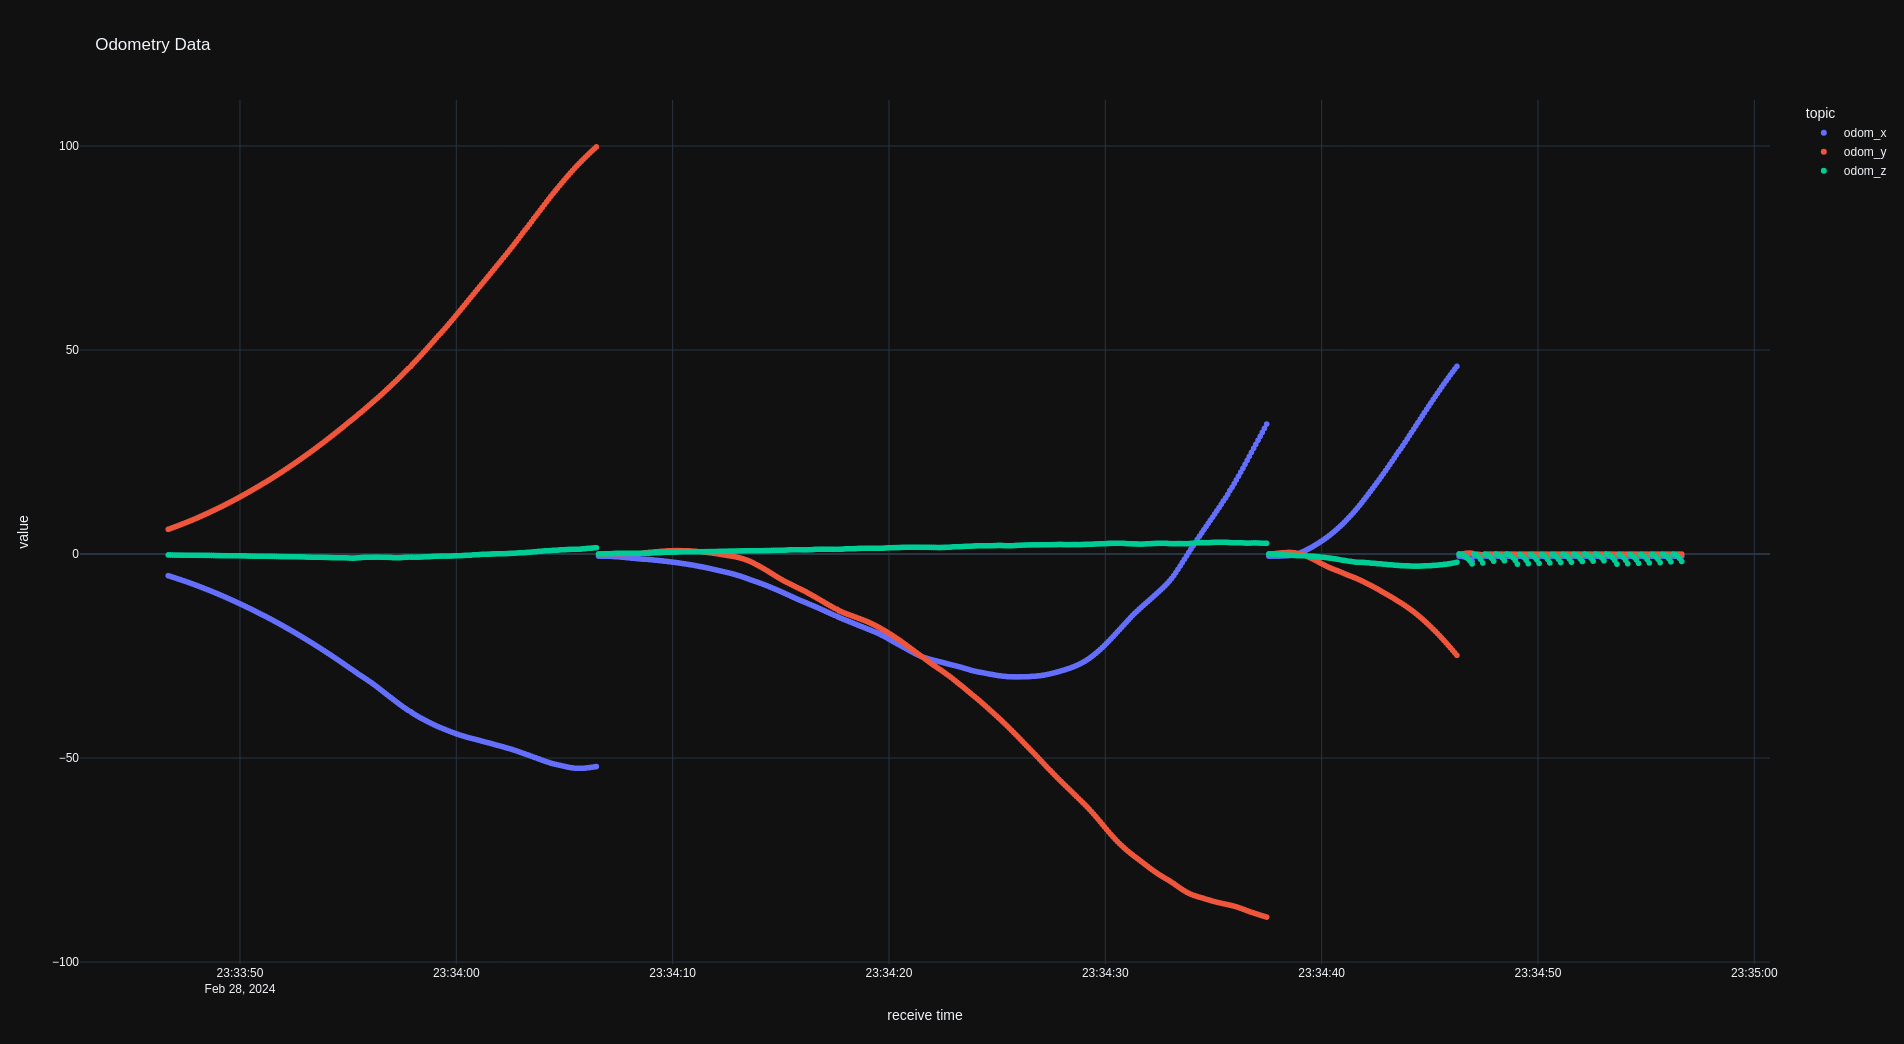 Odometry Data
topic
odom_x
odom_y
odom_z
100
50
0
−50
−100
value
23:33:50
Feb 28, 2024
23:34:00
23:34:10
23:34:20
23:34:30
23:34:40
23:34:50
23:35:00
receive time